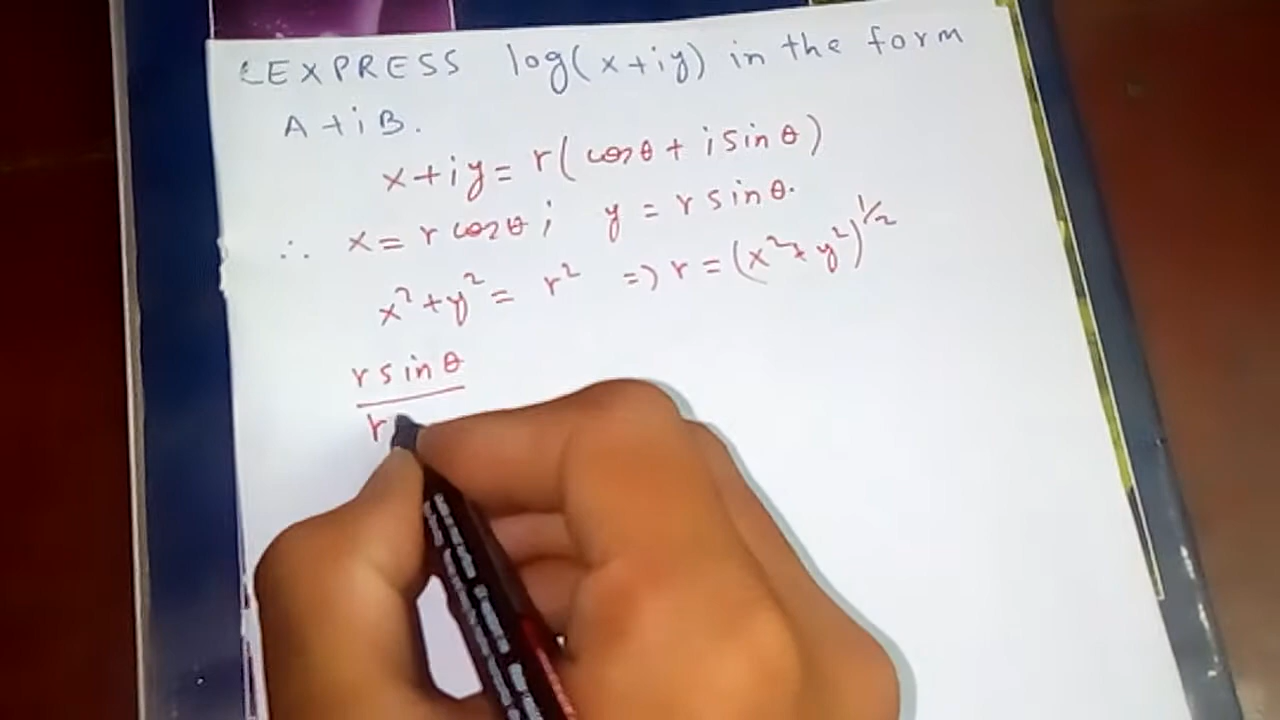 EXPRESS log(x+iy) in the form
A+iB.
x+iy = r(cosθ + i sinθ)
∴ x = r cosθ; y = r sinθ.
x²+y² = r² ⇒ r = (x²+y²)^1/2
r sin θ
r